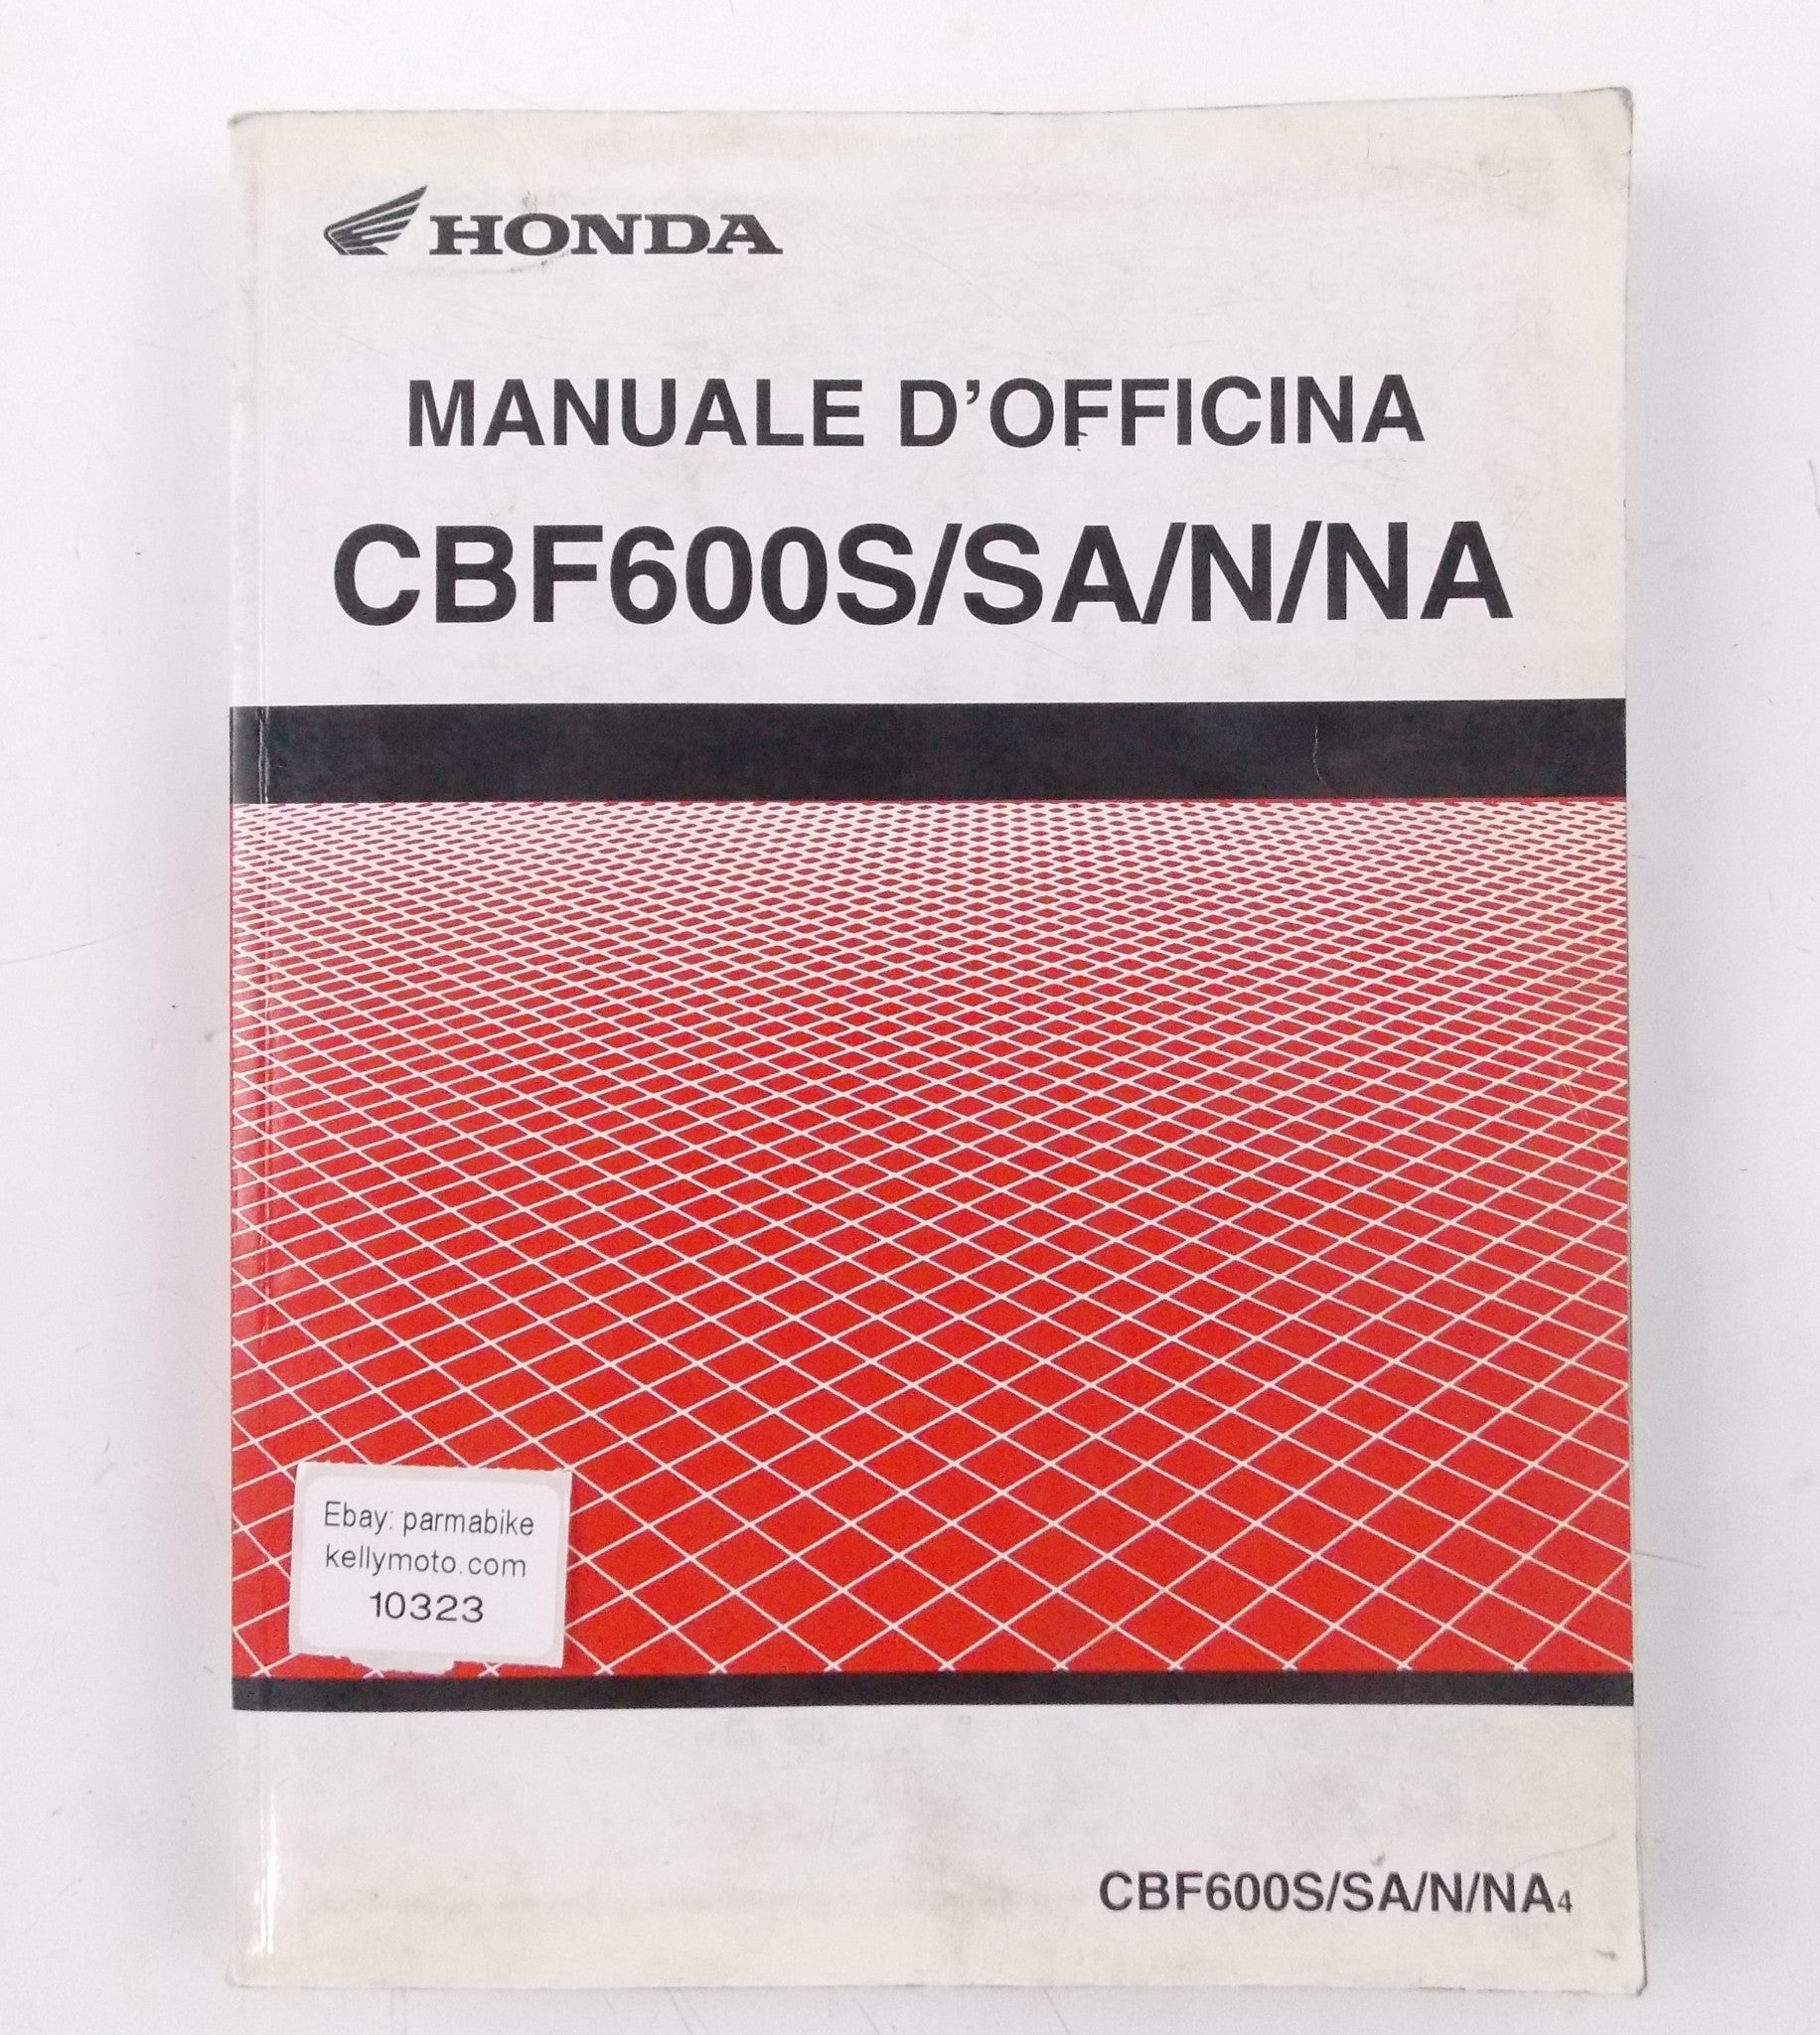 HONDA
MANUALE D'OFFICINA
CBF600S/SA/N/NA
Ebay: parmabike
kellymoto.com
10323
CBF600S/SA/N/NA4